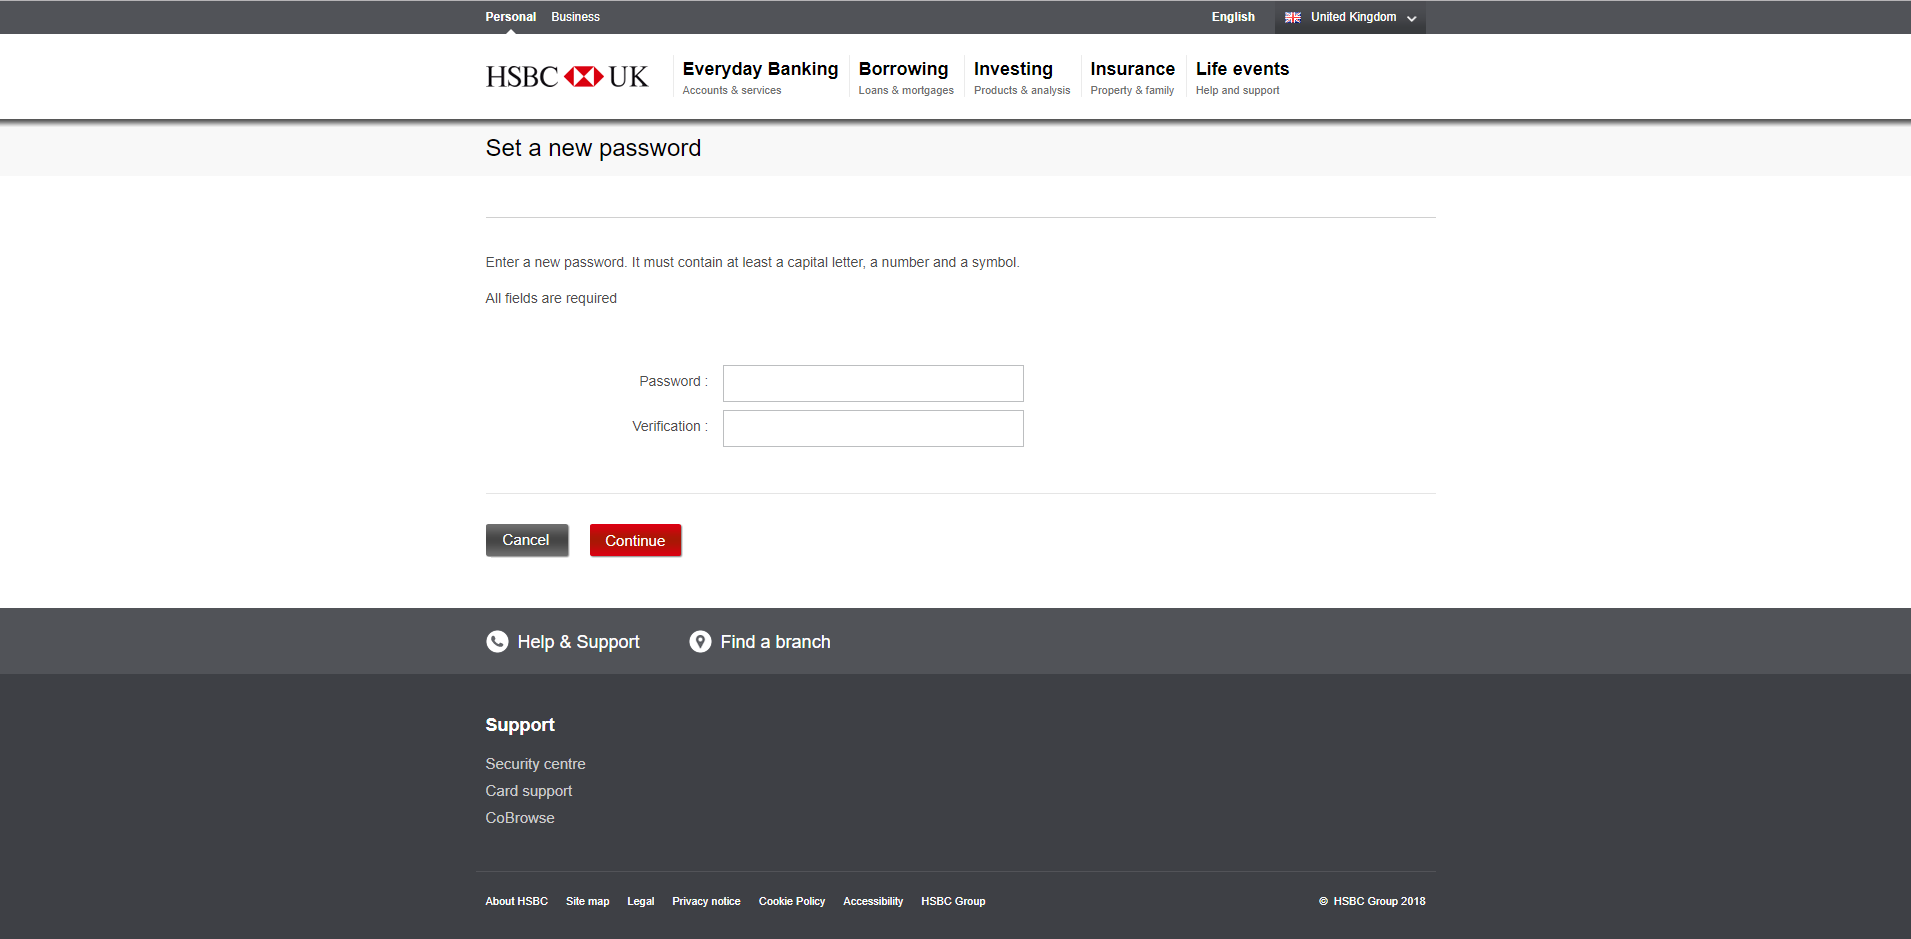 Personal Business English United Kingdom
HSBC UK
Everyday Banking Borrowing Investing Insurance Life events
Accounts & services Loans & mortgages Products & analysis Property & family Help and support
Set a new password
Enter a new password. It must contain at least a capital letter, a number and a symbol.
All fields are required
Password :
Verification :
Cancel Continue
Help & Support Find a branch
Support
Security centre
Card support
CoBrowse
About HSBC Site map Legal Privacy notice Cookie Policy Accessibility HSBC Group © HSBC Group 2018